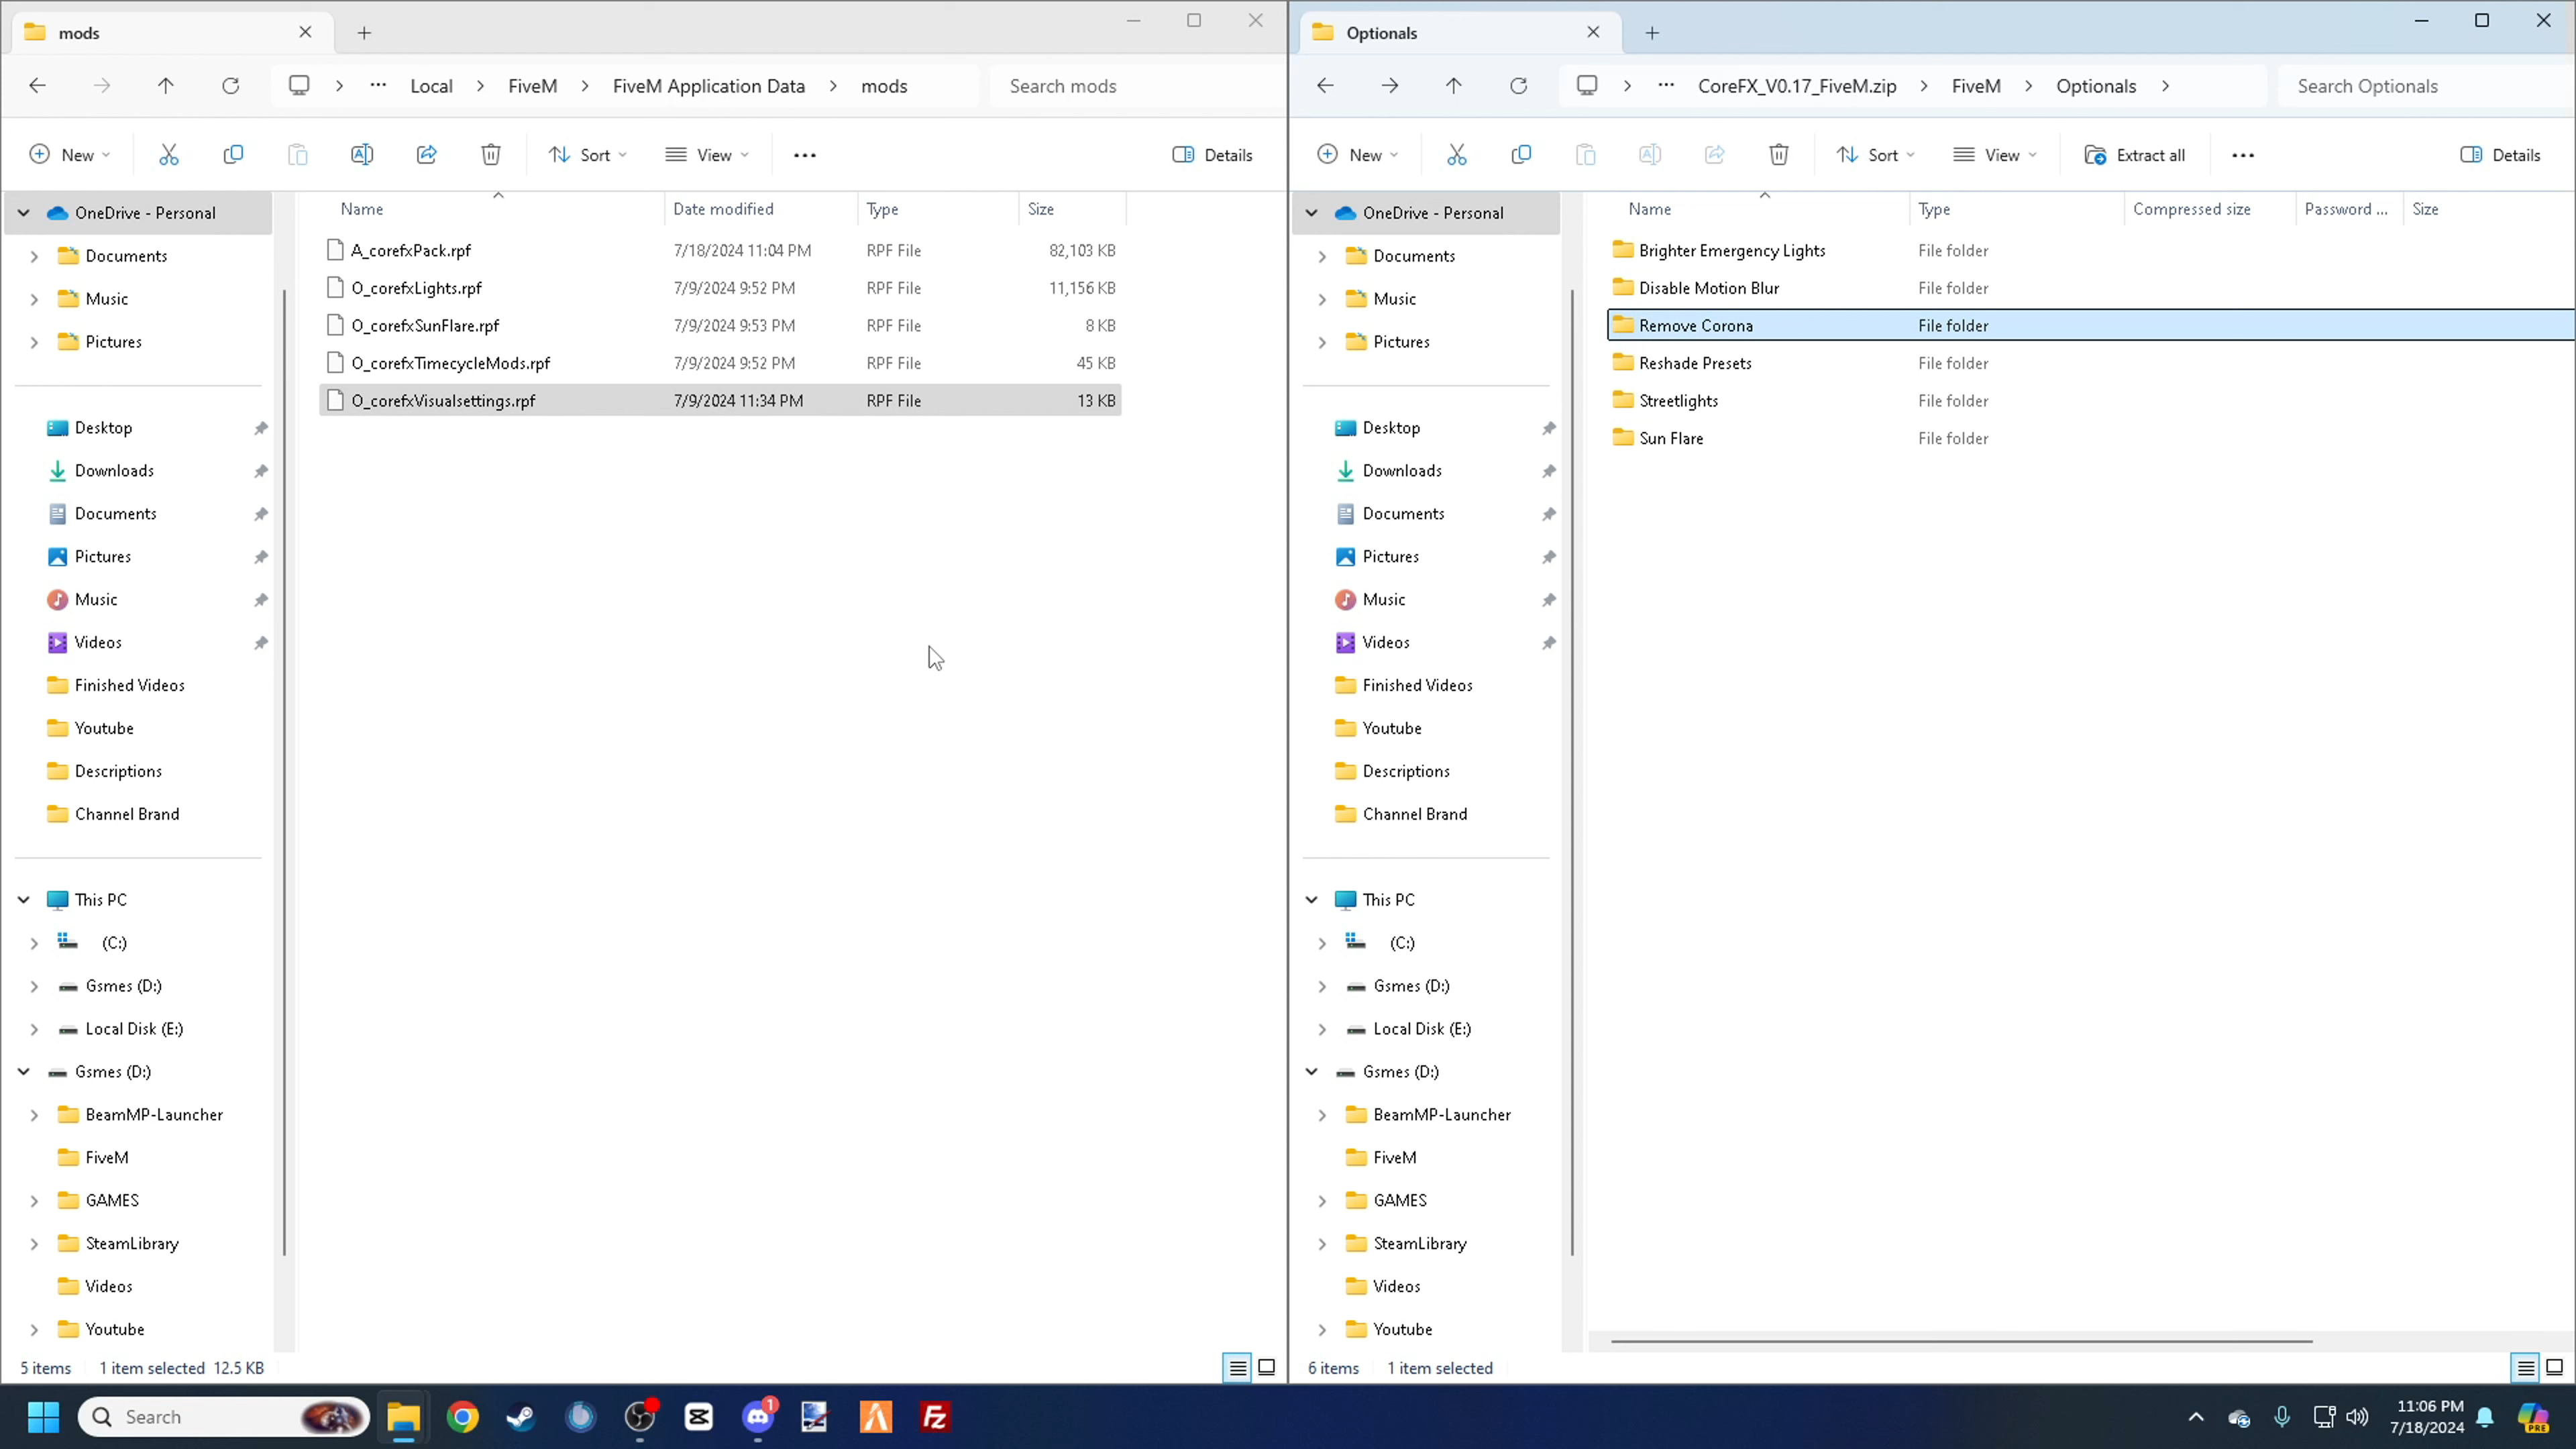 mods
Local
FiveM
FiveM Application Data
mods
Search mods
New
Sort
View
Details
OneDrive - Personal
Documents
Music
Pictures
Desktop
Downloads
Documents
Pictures
Music
Videos
Finished Videos
Youtube
Descriptions
Channel Brand
This PC
(C:)
Gsmes (D:)
Local Disk (E:)
Gsmes (D:)
BeamMP-Launcher
FiveM
GAMES
SteamLibrary
Videos
Youtube
Name Date modified Type Size
A_corefxPack.rpf 7/18/2024 11:04 PM RPF File 82,103 KB
O_corefxLights.rpf 7/9/2024 9:52 PM RPF File 11,156 KB
O_corefxSunFlare.rpf 7/9/2024 9:53 PM RPF File 8 KB
O_corefxTimecycleMods.rpf 7/9/2024 9:52 PM RPF File 45 KB
O_corefxVisualsettings.rpf 7/9/2024 11:34 PM RPF File 13 KB
5 items 1 item selected 12.5 KB
Optionals
CoreFX_V0.17_FiveM.zip
FiveM
Optionals
Search Optionals
New
Sort
View
Extract all
Details
OneDrive - Personal
Documents
Music
Pictures
Desktop
Downloads
Documents
Pictures
Music
Videos
Finished Videos
Youtube
Descriptions
Channel Brand
This PC
(C:)
Gsmes (D:)
Local Disk (E:)
Gsmes (D:)
BeamMP-Launcher
FiveM
GAMES
SteamLibrary
Videos
Youtube
Name Type Compressed size Password ... Size
Brighter Emergency Lights File folder
Disable Motion Blur File folder
Remove Corona File folder
Reshade Presets File folder
Streetlights File folder
Sun Flare File folder
6 items 1 item selected
Search
1
Fz
11:06 PM
7/18/2024
PRE